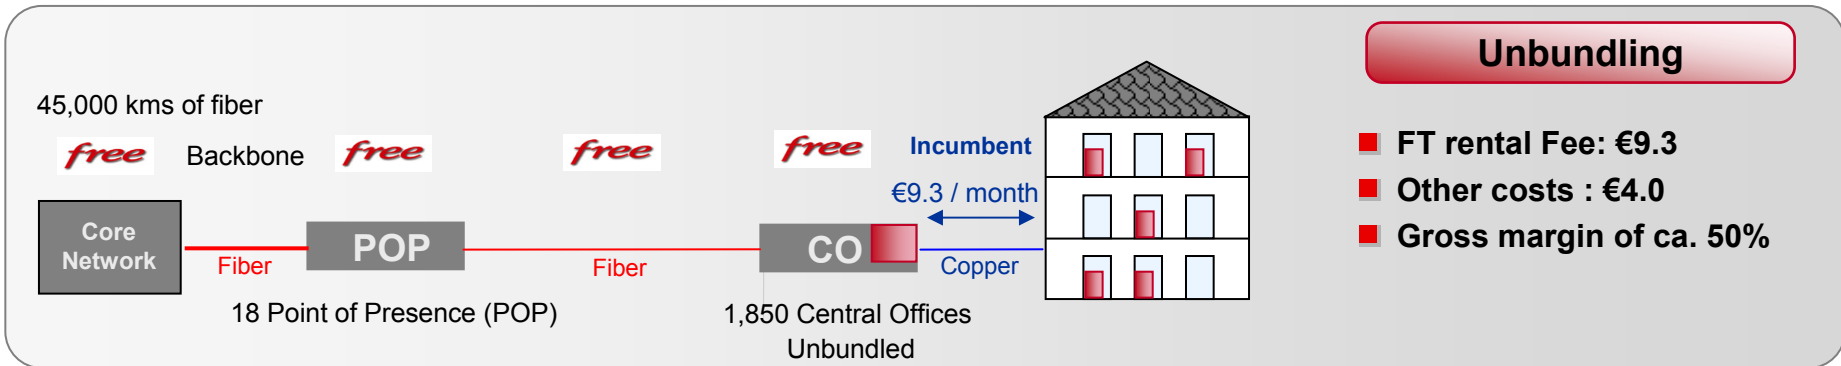 Unbundling
45,000 kms of fiber
free Backbone free free free Incumbent
€9.3 / month
Core
Network
POP
CO
Fiber
Fiber
Copper
18 Point of Presence (POP)
1,850 Central Offices
Unbundled
FT rental Fee: €9.3
Other costs : €4.0
Gross margin of ca. 50%